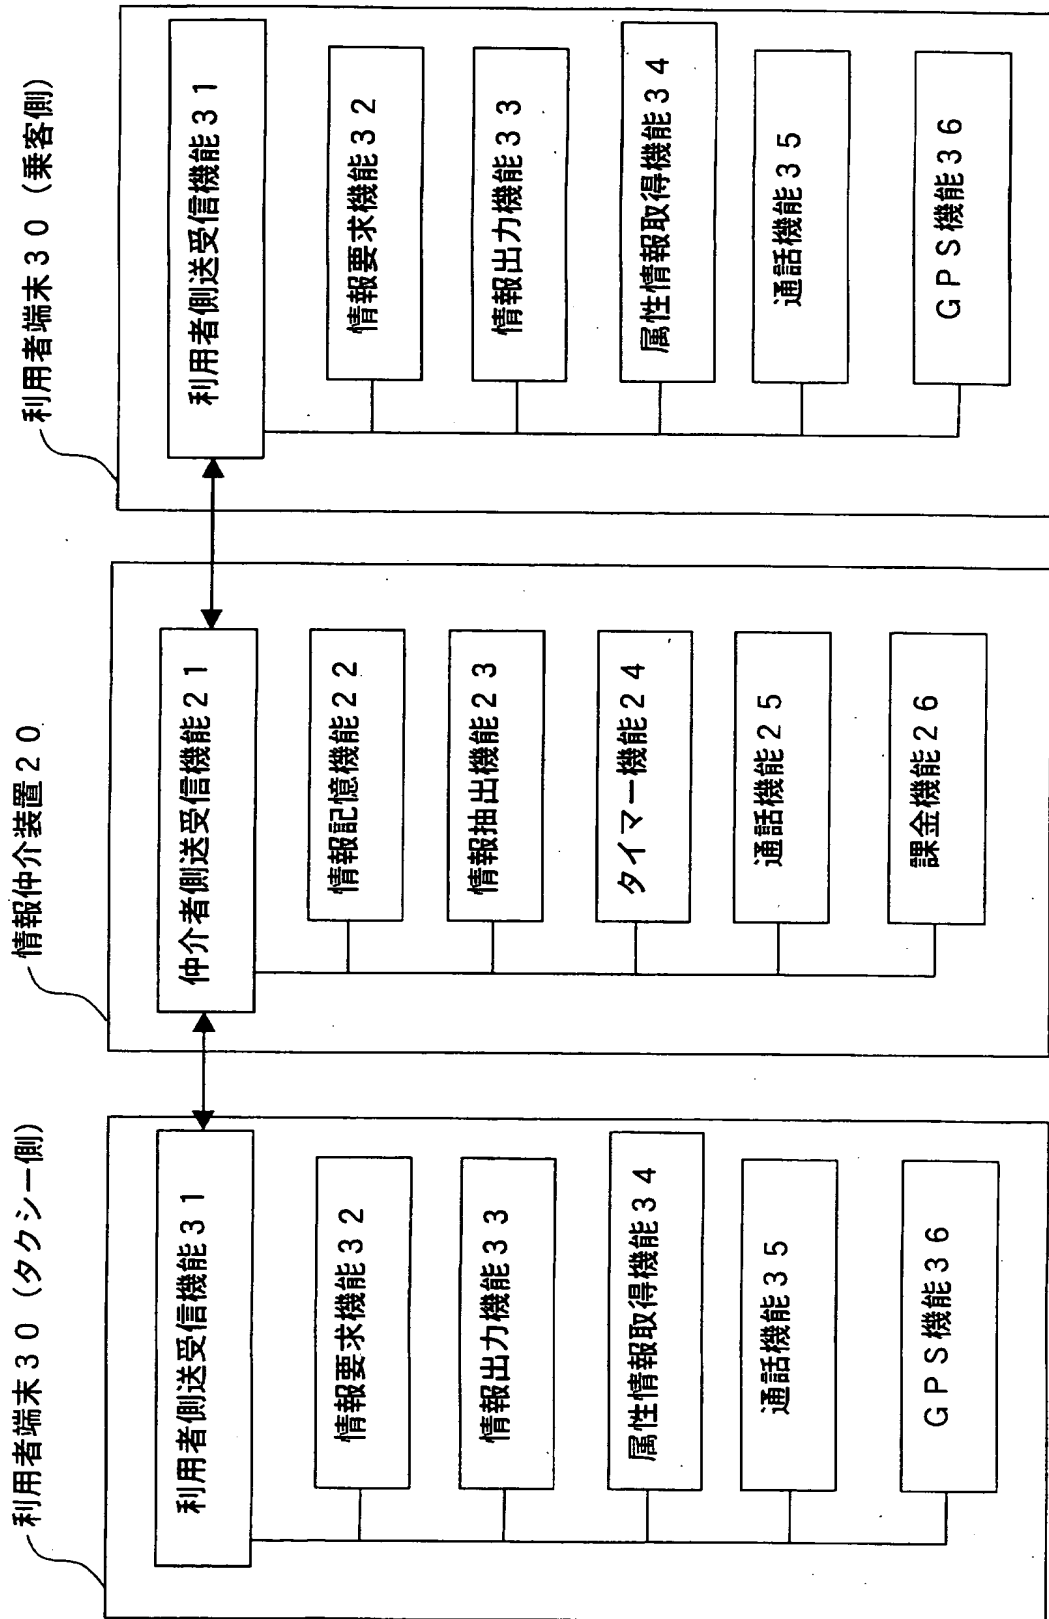 利用者端末30(タクシー側)
利用者側送受信機能31
情報要求機能32
情報出力機能33
属性情報取得機能34
通話機能35
GPS機能36
情報仲介装置20
仲介者側送受信機能21
情報記憶機能22
情報抽出機能23
タイマー機能24
通話機能25
課金機能26
利用者端末30(乗客側)
利用者側送受信機能31
情報要求機能32
情報出力機能33
属性情報取得機能34
通話機能35
GPS機能36